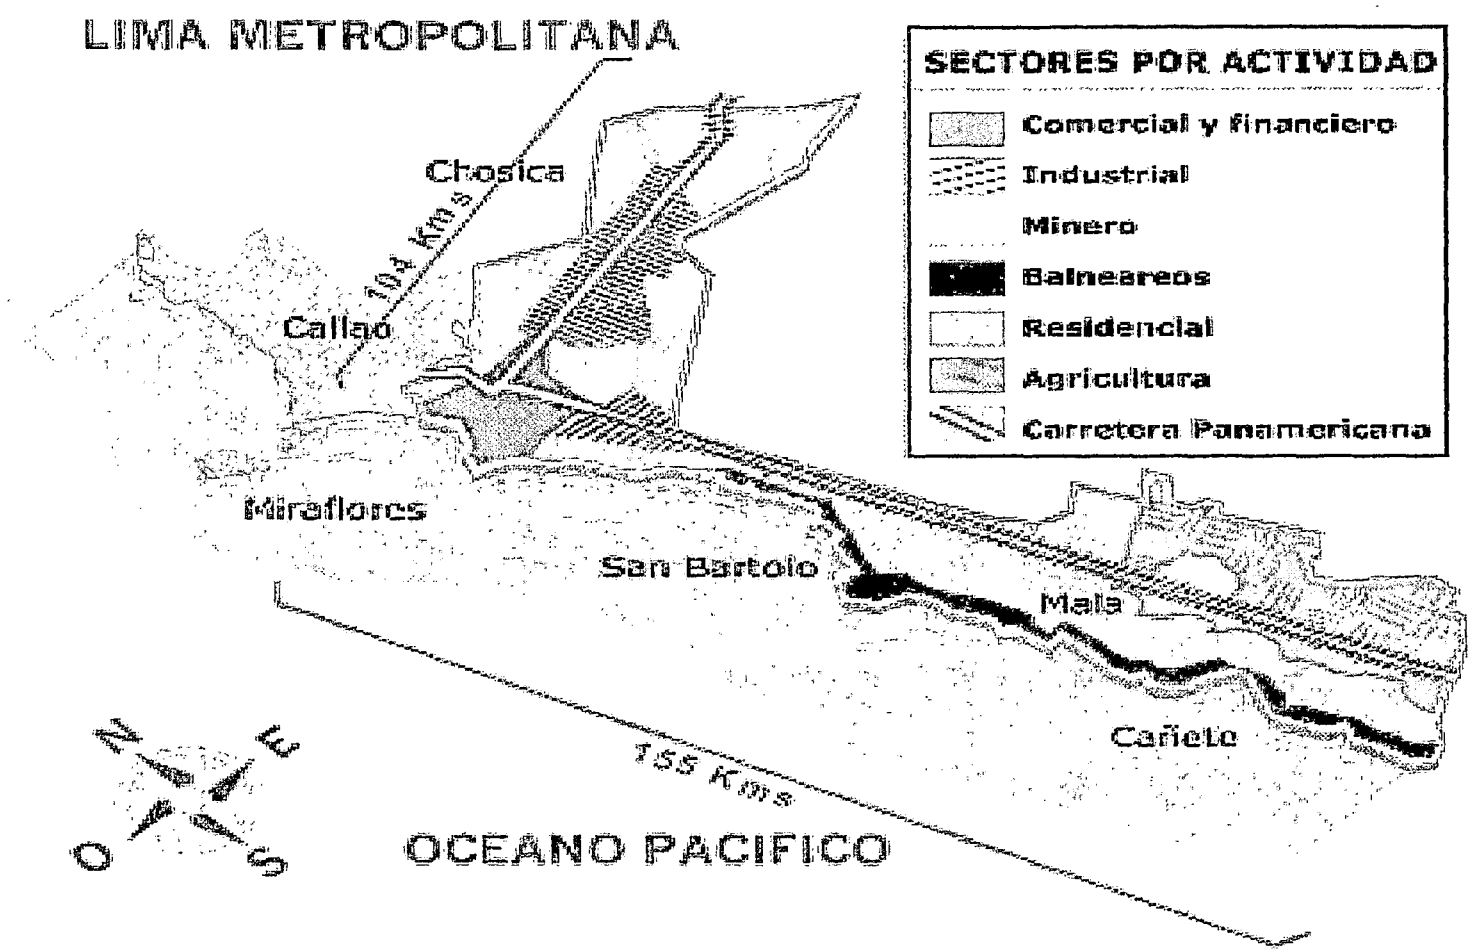 LIMA METROPOLITANA
SECTORES POR ACTIVIDAD
Comercial y financiero
Industrial
Minero
Balneareos
Residencial
Agricultura
Carretera Panamericana
Chosica
104 Kms
Callao
Miraflores
San Bartolo
Mala
Cañete
155 Kms
N
E
O
S
OCEANO PACIFICO